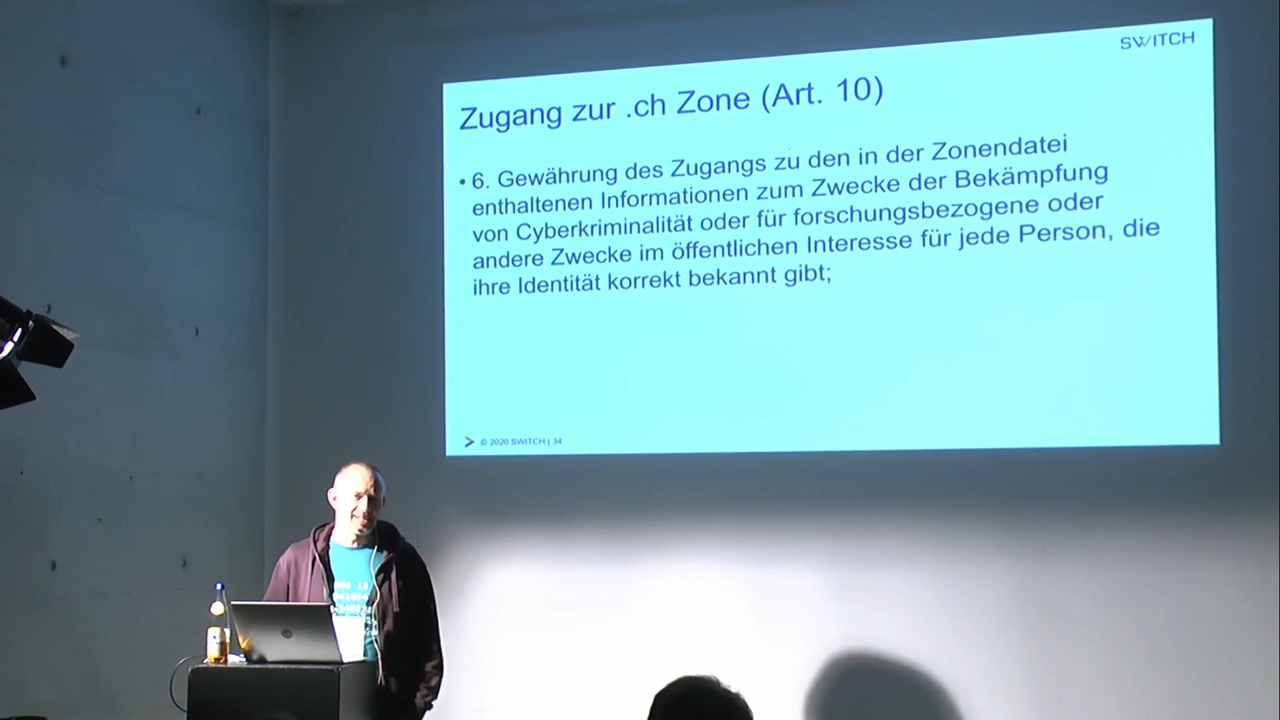 SWITCH
Zugang zur .ch Zone (Art. 10)
• 6. Gewährung des Zugangs zu den in der Zonendatei
enthaltenen Informationen zum Zwecke der Bekämpfung
von Cyberkriminalität oder für forschungsbezogene oder
andere Zwecke im öffentlichen Interesse für jede Person, die
ihre Identität korrekt bekannt gibt;
© 2020 SWITCH | 34